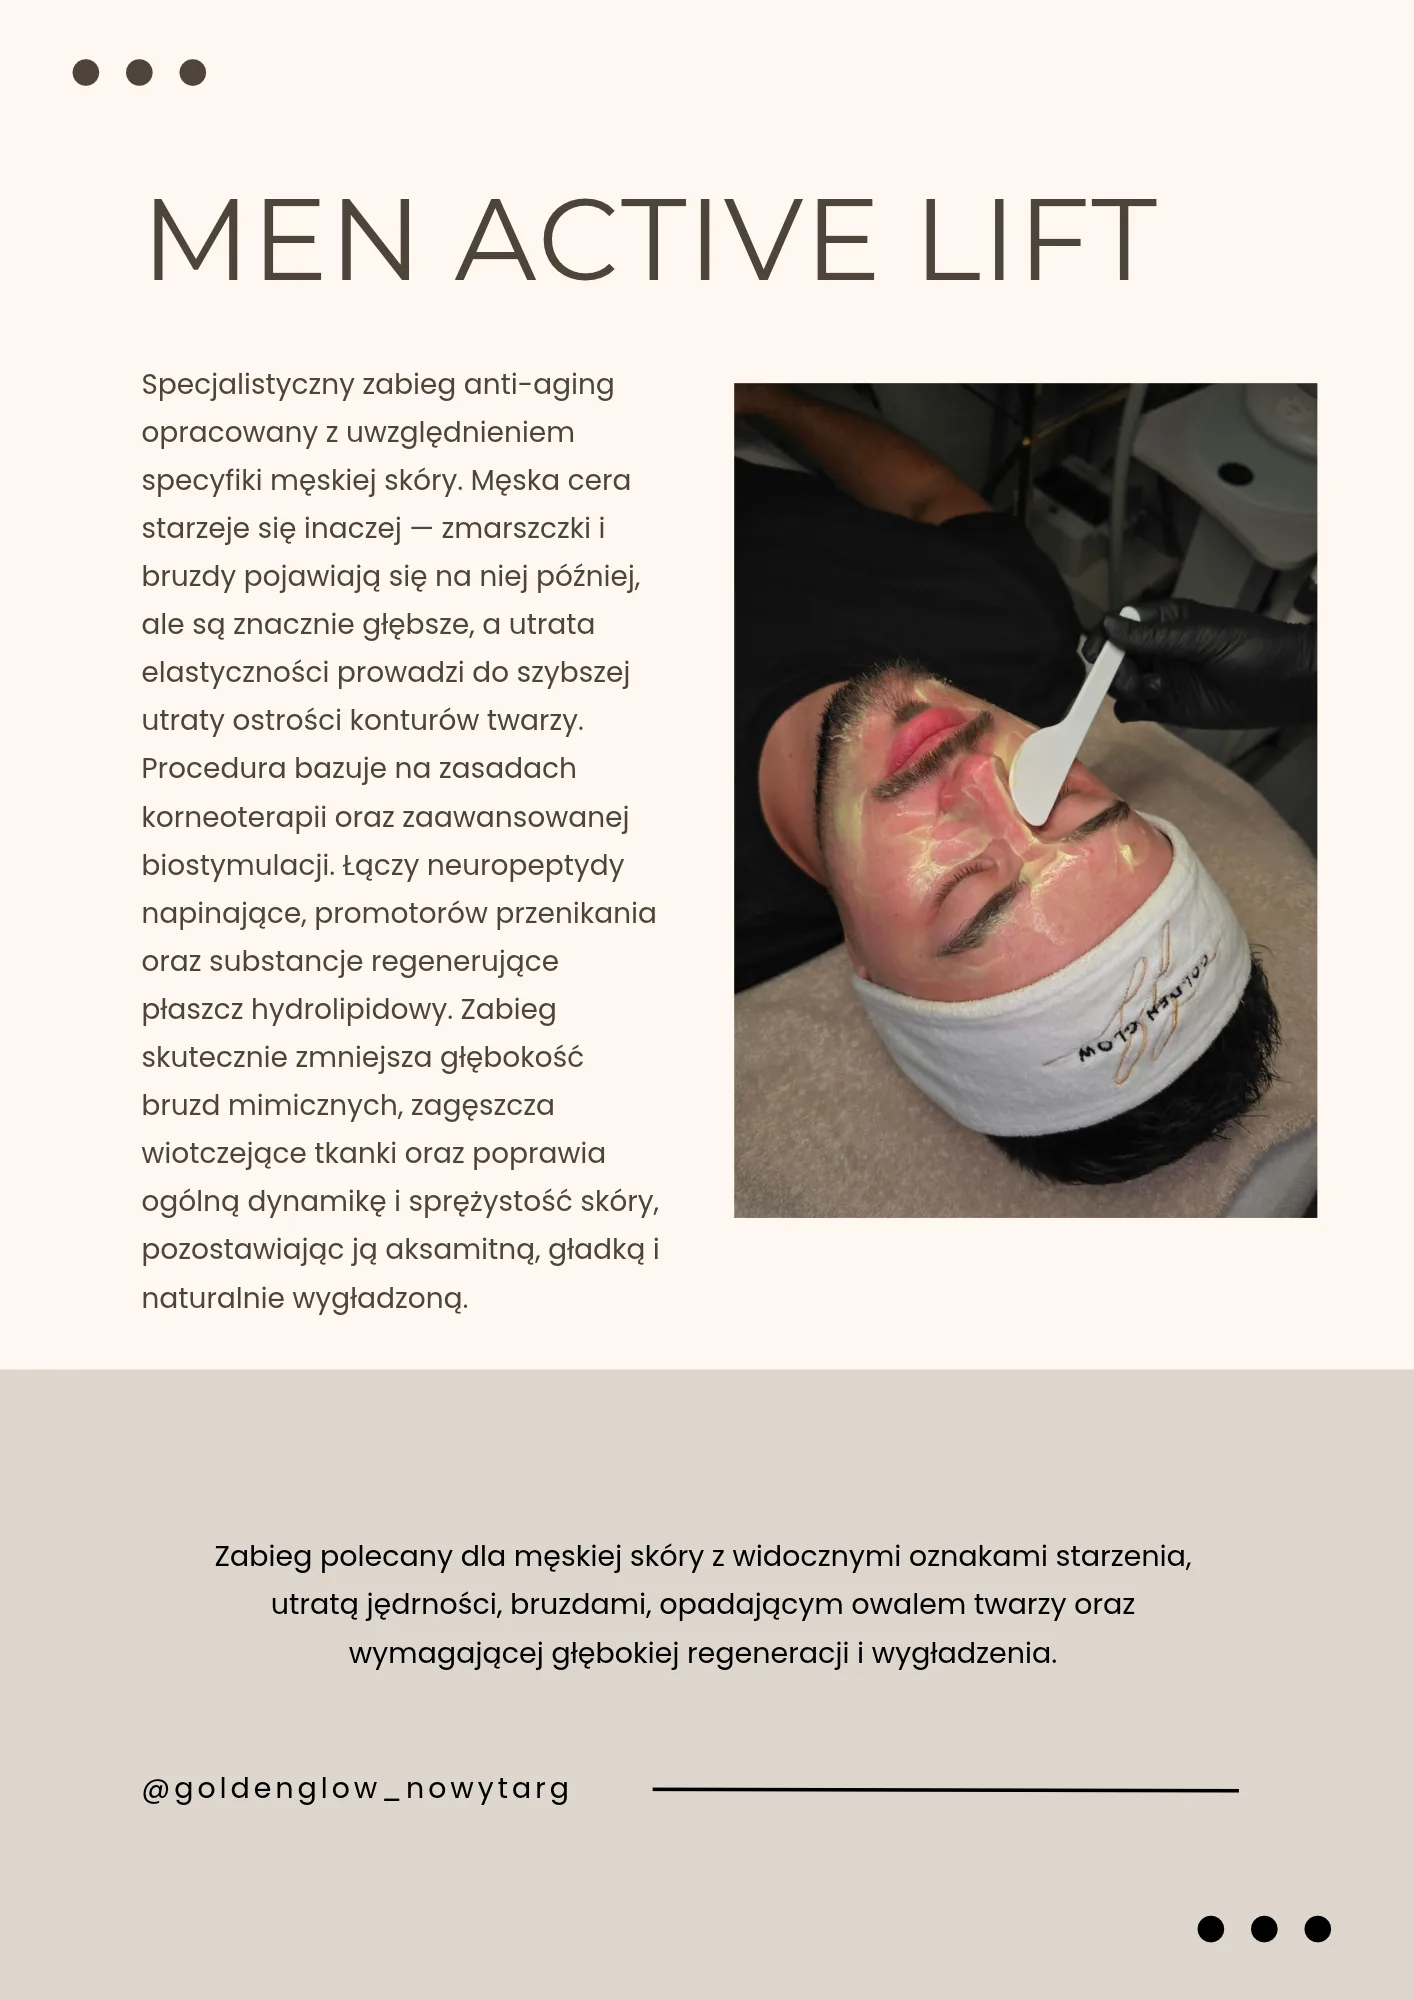 MEN ACTIVE LIFT
Specjalistyczny zabieg anti-aging
opracowany z uwzględnieniem
specyfiki męskiej skóry. Męska cera
starzeje się inaczej — zmarszczki i
bruzdy pojawiają się na niej później,
ale są znacznie głębsze, a utrata
elastyczności prowadzi do szybszej
utraty ostrości konturów twarzy.
Procedura bazuje na zasadach
korneoterapii oraz zaawansowanej
biostymulacji. Łączy neuropeptydy
napinające, promotorów przenikania
oraz substancje regenerujące
płaszcz hydrolipidowy. Zabieg
skutecznie zmniejsza głębokość
bruzd mimicznych, zagęszcza
wiotczejące tkanki oraz poprawia
ogólną dynamikę i sprężystość skóry,
pozostawiając ją aksamitną, gładką i
naturalnie wygładzoną.
GOLDEN GLOW
Zabieg polecany dla męskiej skóry z widocznymi oznakami starzenia,
utratą jędrności, bruzdami, opadającym owalem twarzy oraz
wymagającej głębokiej regeneracji i wygładzenia.
@goldenglow_nowytarg